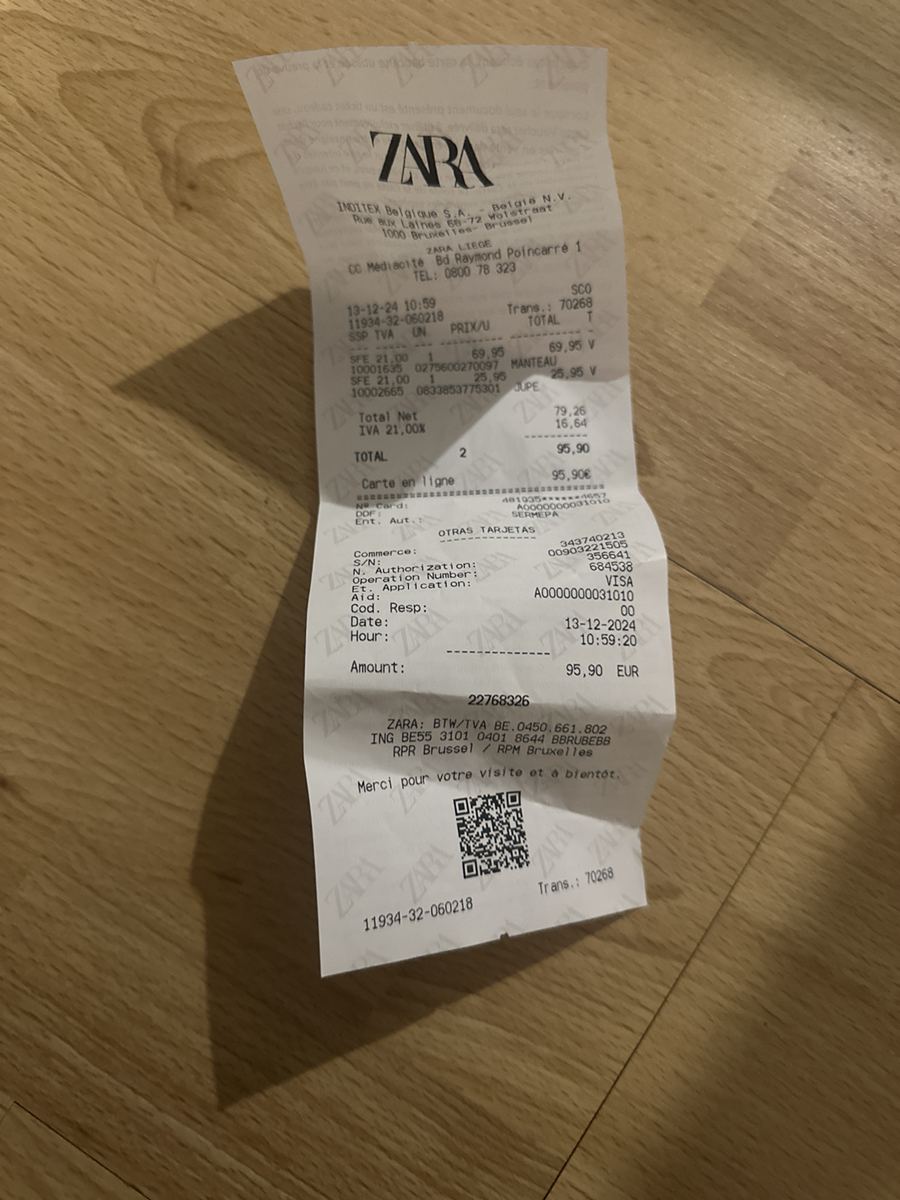 ZARA
INDITEX Belgique S.A. - België N.V.
Rue aux Laines 68-72 Wolstraat
1000 Bruxelles- Brussel
ZARA LIEGE
CC Médiacité Bd Raymond Poincarré 1
TEL: 0800 78 323
SCO
13-12-24 10:59 Trans.: 70268
11934-32-060218
SSP TVA UN PRIX/U TOTAL T
SFE 21,00 1 69,95 69,95 V
10001635 0275600270097 MANTEAU
SFE 21,00 1 25,95 25,95 V
10002665 0833853775301 JUPE
Total Net 79,26
IVA 21,00% 16,64
TOTAL 2 95,90
Carte en ligne 95,90€
Nº Card: 481935******4657
DDF: A0000000031010
Ent. Aut.: SERMEPA
OTRAS TARJETAS
Commerce: 343740213
S/N: 00903221505
N. Authorization: 356641
Operation Number: 684538
Et. Application: VISA
Aid: A0000000031010
Cod. Resp: 00
Date: 13-12-2024
Hour: 10:59:20
Amount: 95,90 EUR
22768326
ZARA: BTW/TVA BE.0450.661.802
ING BE55 3101 0401 8644 BBRUBEBB
RPR Brussel / RPM Bruxelles
Merci pour votre visite et à bientôt.
Trans.: 70268
11934-32-060218